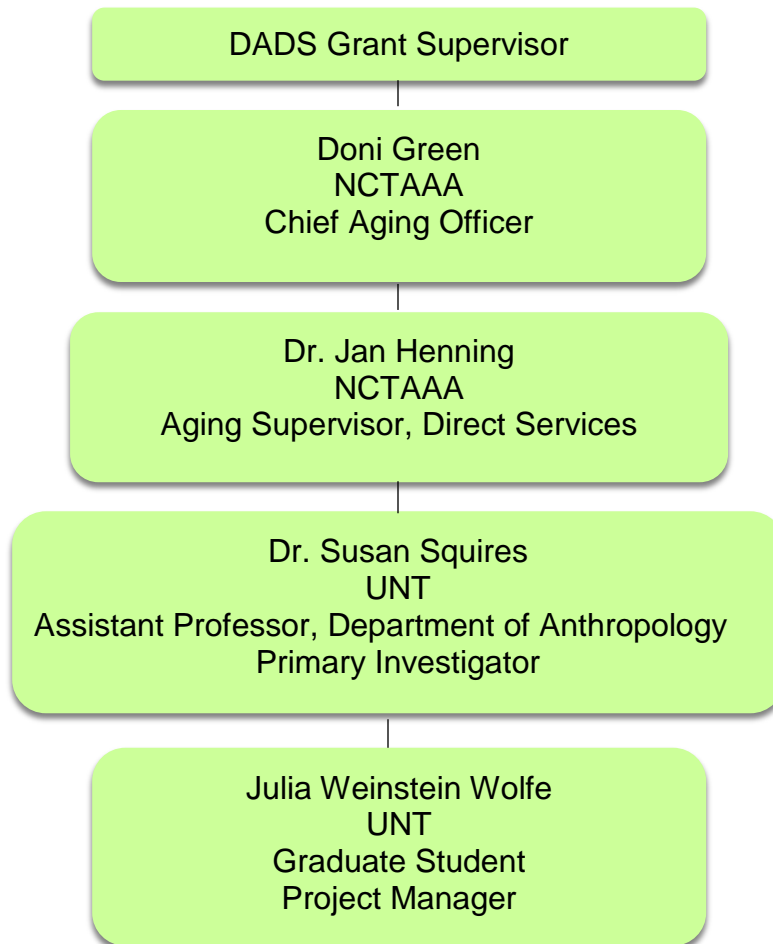 DADS Grant Supervisor
Doni Green
NCTAAA
Chief Aging Officer
Dr. Jan Henning
NCTAAA
Aging Supervisor, Direct Services
Dr. Susan Squires
UNT
Assistant Professor, Department of Anthropology
Primary Investigator
Julia Weinstein Wolfe
UNT
Graduate Student
Project Manager